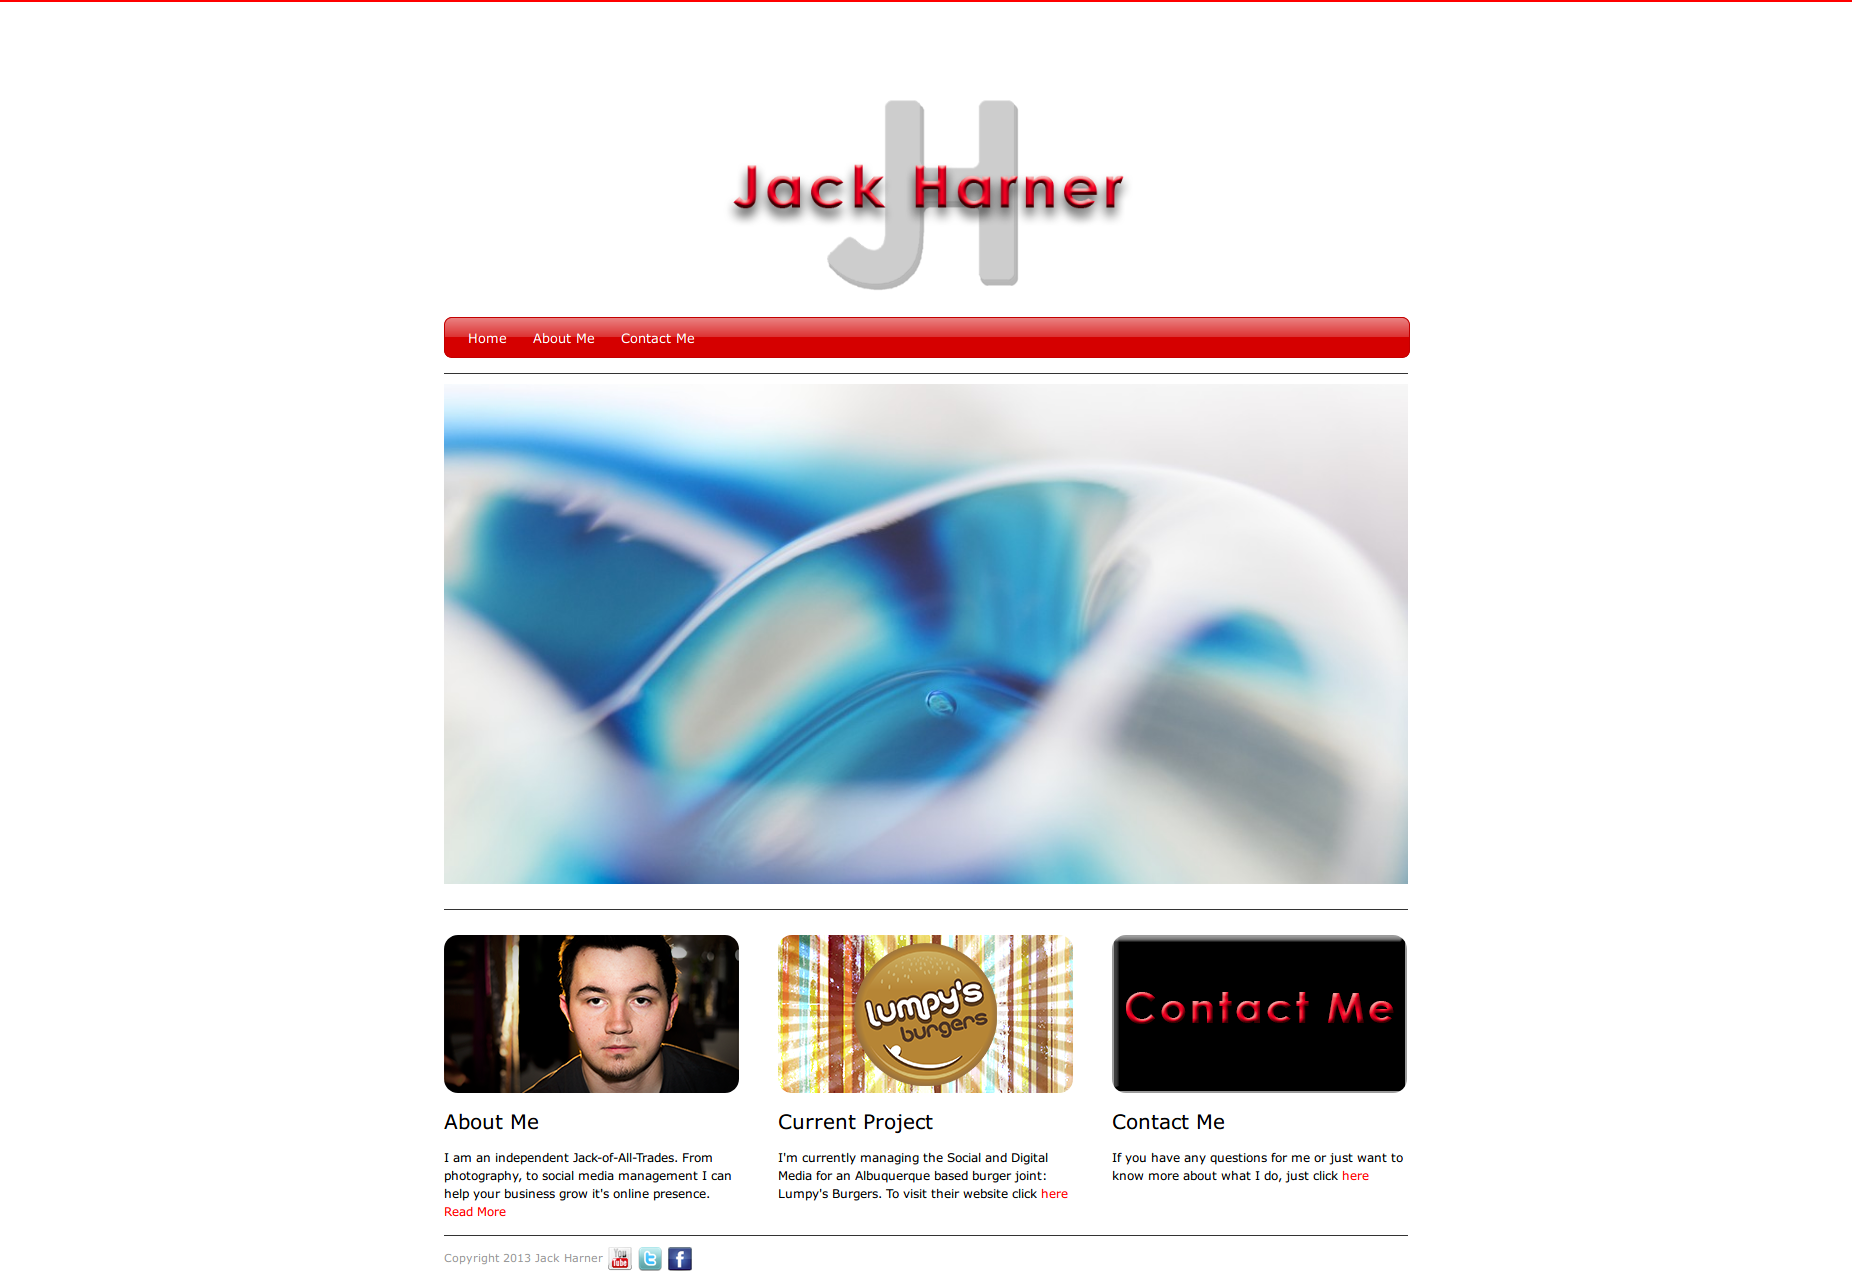 JH
Jack Harner
Home About Me Contact Me
lumpy's
burgers
Contact Me
About Me
I am an independent Jack-of-All-Trades. From
photography, to social media management I can
help your business grow it's online presence.
Read More
Current Project
I'm currently managing the Social and Digital
Media for an Albuquerque based burger joint:
Lumpy's Burgers. To visit their website click here
Contact Me
If you have any questions for me or just want to
know more about what I do, just click here
Copyright 2013 Jack Harner You Tube t f